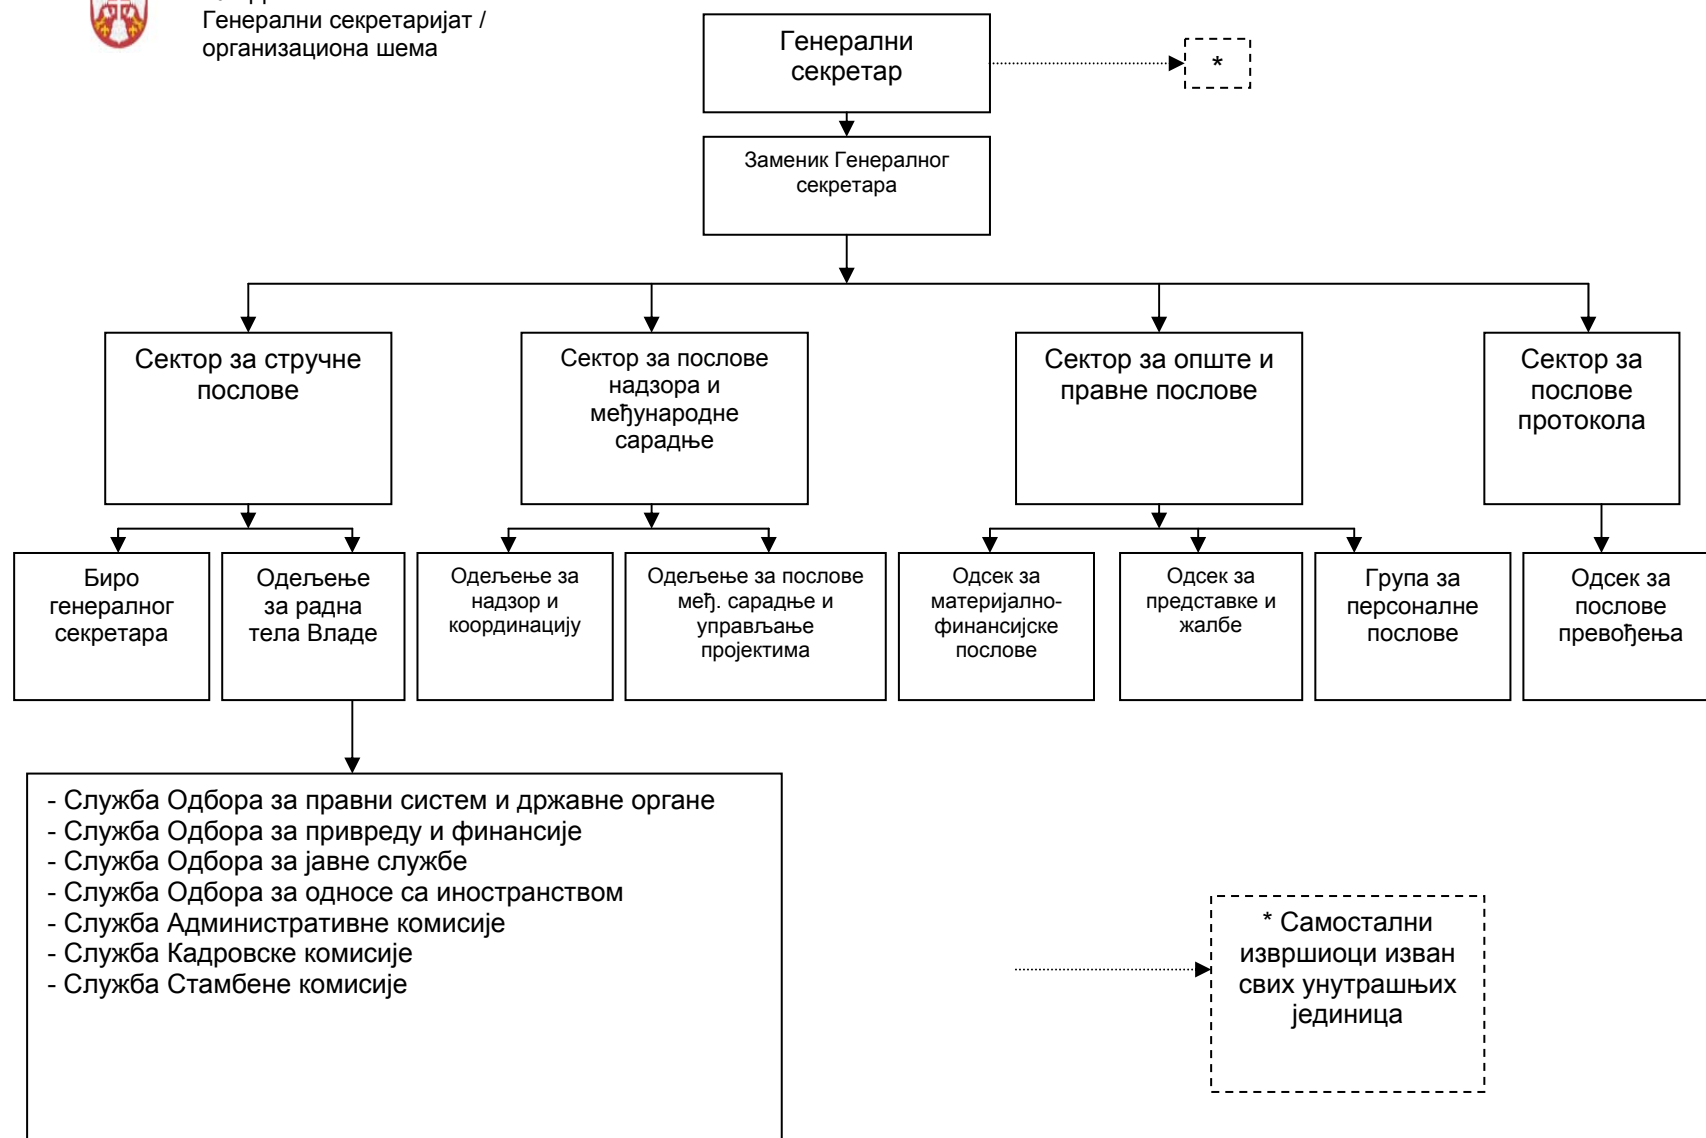 Генерални секретаријат /
организациона шема
Генерални
секретар
*
Заменик Генералног
секретара
Сектор за стручне
послове
Сектор за послове
надзора и
међународне
сарадње
Сектор за опште и
правне послове
Сектор за
послове
протокола
Биро
генералног
секретара
Одељење
за радна
тела Владе
Одељење за
надзор и
координацију
Одељење за послове
међ. сарадње и
управљање
пројектима
Одсек за
материјално-
финансијске
послове
Одсек за
представке и
жалбе
Група за
персоналне
послове
Одсек за
послове
превођења
- Служба Одбора за правни систем и државне органе
- Служба Одбора за привреду и финансије
- Служба Одбора за јавне службе
- Служба Одбора за односе са иностранством
- Служба Административне комисије
- Служба Кадровске комисије
- Служба Стамбене комисије
* Самостални
извршиоци изван
свих унутрашњих
јединица